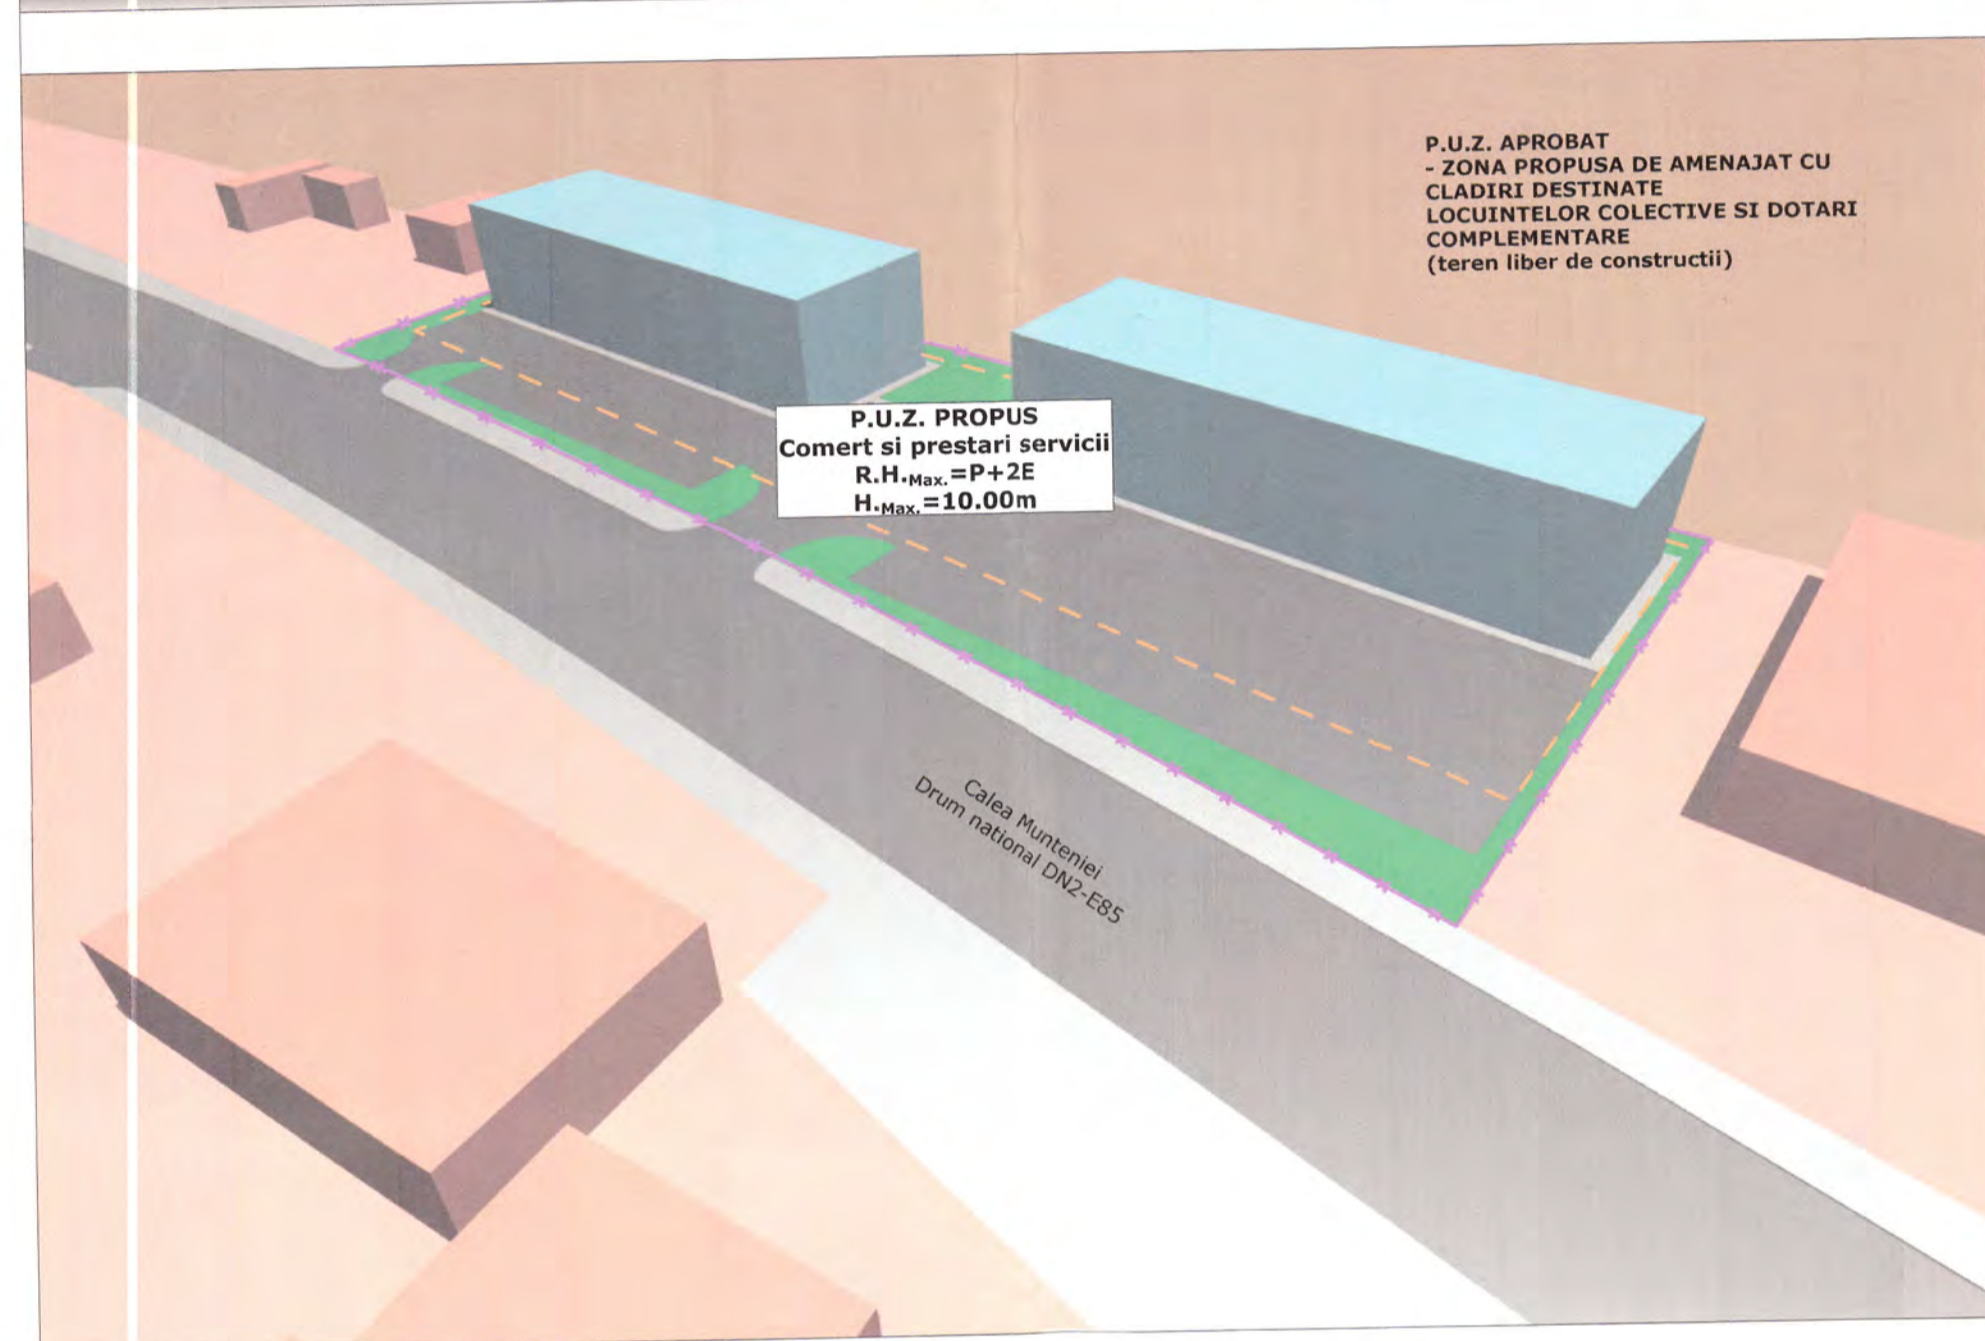 P.U.Z. APROBAT
- ZONA PROPUSA DE AMENAJAT CU
CLADIRI DESTINATE
LOCUINTELOR COLECTIVE SI DOTARI
COMPLEMENTARE
(teren liber de constructii)
P.U.Z. PROPUS
Comert si prestari servicii
R.H.Max.=P+2E
H.Max.=10.00m
Calea Munteniei
Drum national DN2-E85